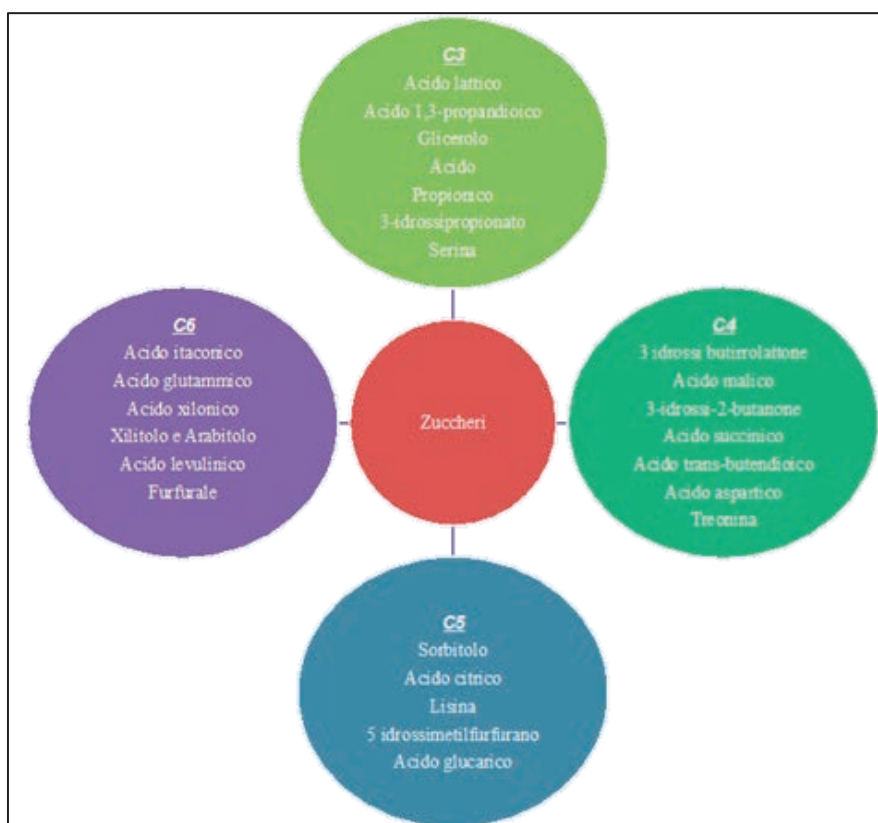 C3
Acido lattico
Acido 1,3-propandioico
Glicerolo
Acido
Propionico
3-idrossipropionato
Serina
C6
Acido itaconico
Acido glutammico
Acido xilonico
Xilitolo e Arabitolo
Acido levulinico
Furfurale
Zuccheri
C4
3 idrossi butirrolattone
Acido malico
3-idrossi-2-butanone
Acido succinico
Acido trans-butendioico
Acido aspartico
Treonina
C5
Sorbitolo
Acido citrico
Lisina
5 idrossimetilfurfurano
Acido glucarico